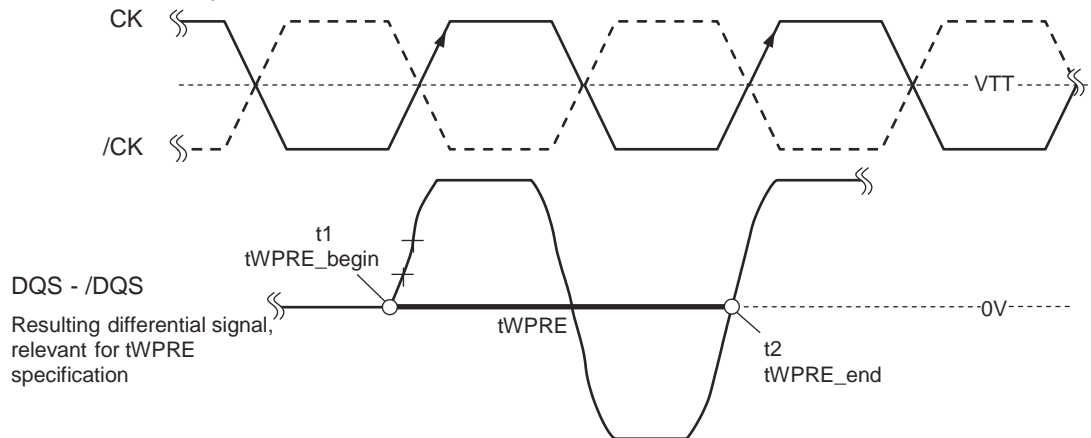 CK
VTT
/CK
t1
tWPRE_begin
DQS - /DQS
0V
Resulting differential signal,
relevant for tWPRE
specification
tWPRE
t2
tWPRE_end